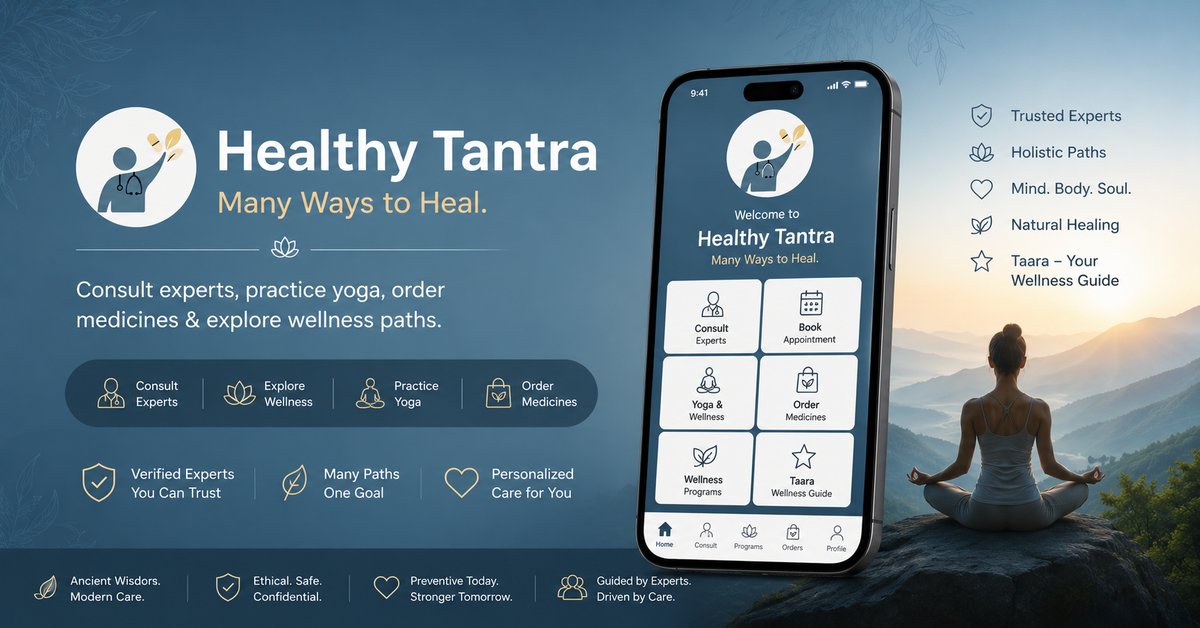 Healthy Tantra
Many Ways to Heal.
Consult experts, practice yoga, order
medicines & explore wellness paths.
Consult
Experts
Explore
Wellness
Practice
Yoga
Order
Medicines
Verified Experts
You Can Trust
Many Paths
One Goal
Personalized
Care for You
Ancient Wisdoms.
Modern Care.
Ethical. Safe.
Confidential.
Preventive Today.
Stronger Tomorrow.
Guided by Experts.
Driven by Care.
9:41
Welcome to
Healthy Tantra
Many Ways to Heal.
Consult
Experts
Book
Appointment
Yoga &
Wellness
Order
Medicines
Wellness
Programs
Taara
Wellness Guide
Home
Consult
Programs
Orders
Profile
Trusted Experts
Holistic Paths
Mind. Body. Soul.
Natural Healing
Taara – Your
Wellness Guide